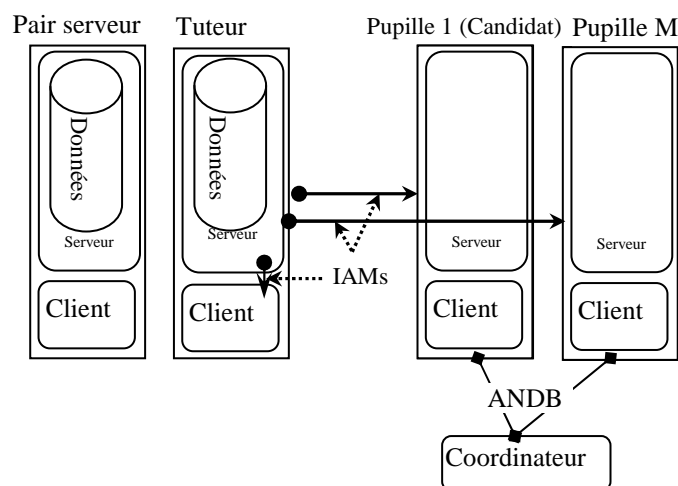 Pair serveur
Tuteur
Pupille 1 (Candidat)
Pupille M
Données
Données
Serveur
Serveur
Serveur
Serveur
IAMs
Client
Client
Client
Client
ANDB
Coordinateur